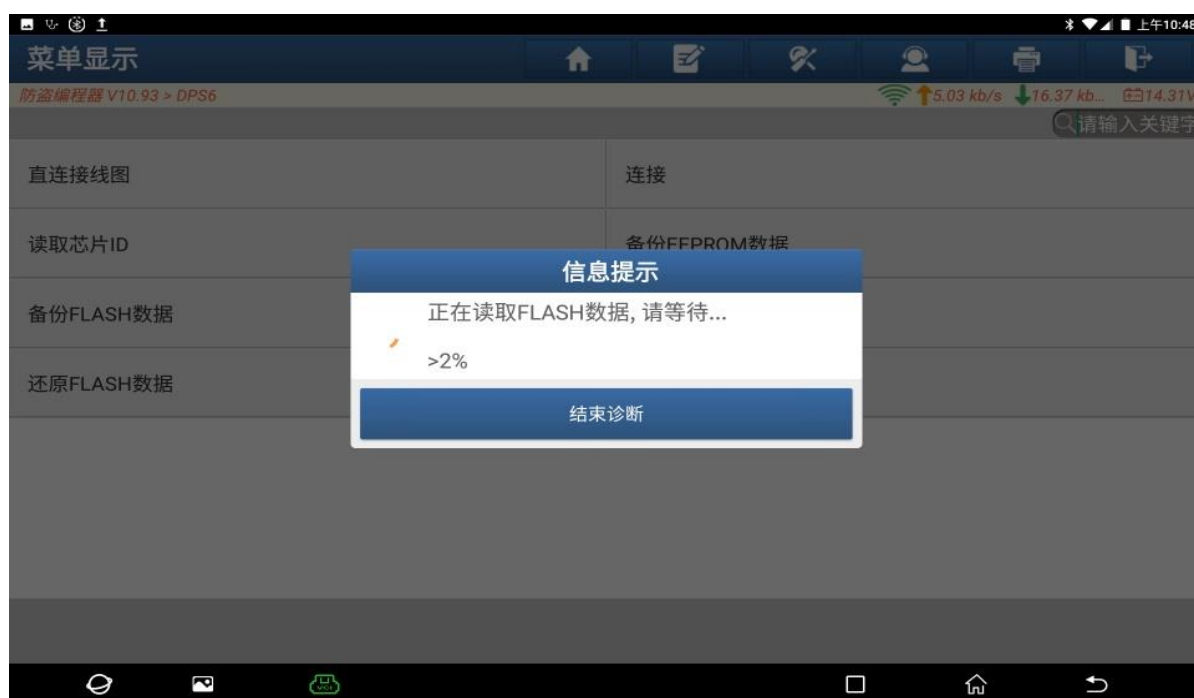 上午10:48
菜单显示
防盗编程器 V10.93 > DPS6
5.03 kb/s 16.37 kb... 14.31V
请输入关键字
直连接线图
连接
读取芯片ID
备份EEPROM数据
信息提示
备份FLASH数据
正在读取FLASH数据, 请等待...
>2%
还原FLASH数据
结束诊断
VCI